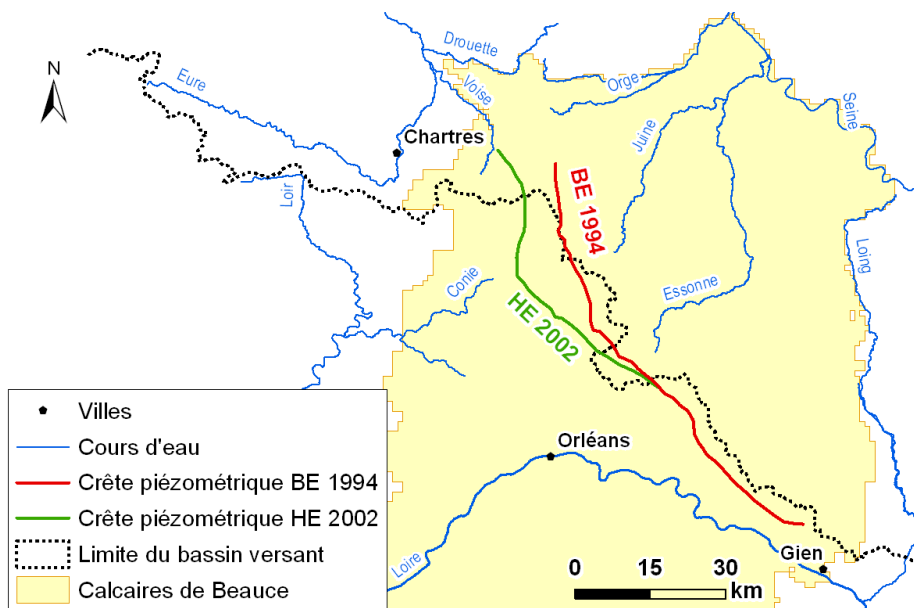 Drouette
Orge
Eure
Voise
Seine
N
Chartres
Juine
BE 1994
Loir
Loing
Conie
Essonne
HE 2002
Orléans
Loire
Gien
Villes
Cours d'eau
Crête piézométrique BE 1994
Crête piézométrique HE 2002
Limite du bassin versant
Calcaires de Beauce
0 15 30
km